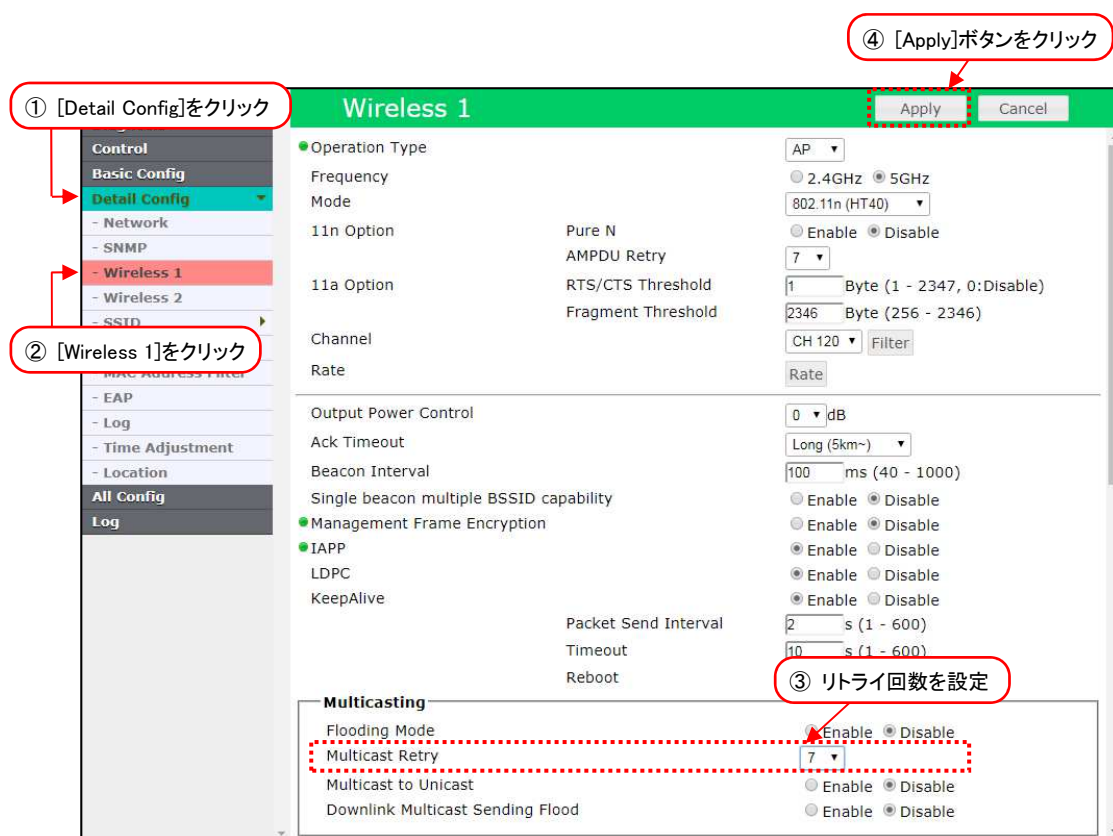 ④ [Apply]ボタンをクリック
① [Detail Config]をクリック
Wireless 1
Apply Cancel
Control
Basic Config
Detail Config
- Network
- SNMP
- Wireless 1
- Wireless 2
- SSID
② [Wireless 1]をクリック
- MAC Address Filter
- EAP
- Log
- Time Adjustment
- Location
All Config
Log
Operation Type AP
Frequency 2.4GHz 5GHz
Mode 802.11n (HT40)
11n Option Pure N Enable Disable
AMPDU Retry 7
11a Option RTS/CTS Threshold 1 Byte (1 - 2347, 0:Disable)
Fragment Threshold 2346 Byte (256 - 2346)
Channel CH 120 Filter
Rate Rate
Output Power Control 0 dB
Ack Timeout Long (5km~)
Beacon Interval 100 ms (40 - 1000)
Single beacon multiple BSSID capability Enable Disable
Management Frame Encryption Enable Disable
IAPP Enable Disable
LDPC Enable Disable
KeepAlive Enable Disable
Packet Send Interval 2 s (1 - 600)
Timeout 10 s (1 - 600)
Reboot
③ リトライ回数を設定
Multicasting
Flooding Mode Enable Disable
Multicast Retry 7
Multicast to Unicast Enable Disable
Downlink Multicast Sending Flood Enable Disable